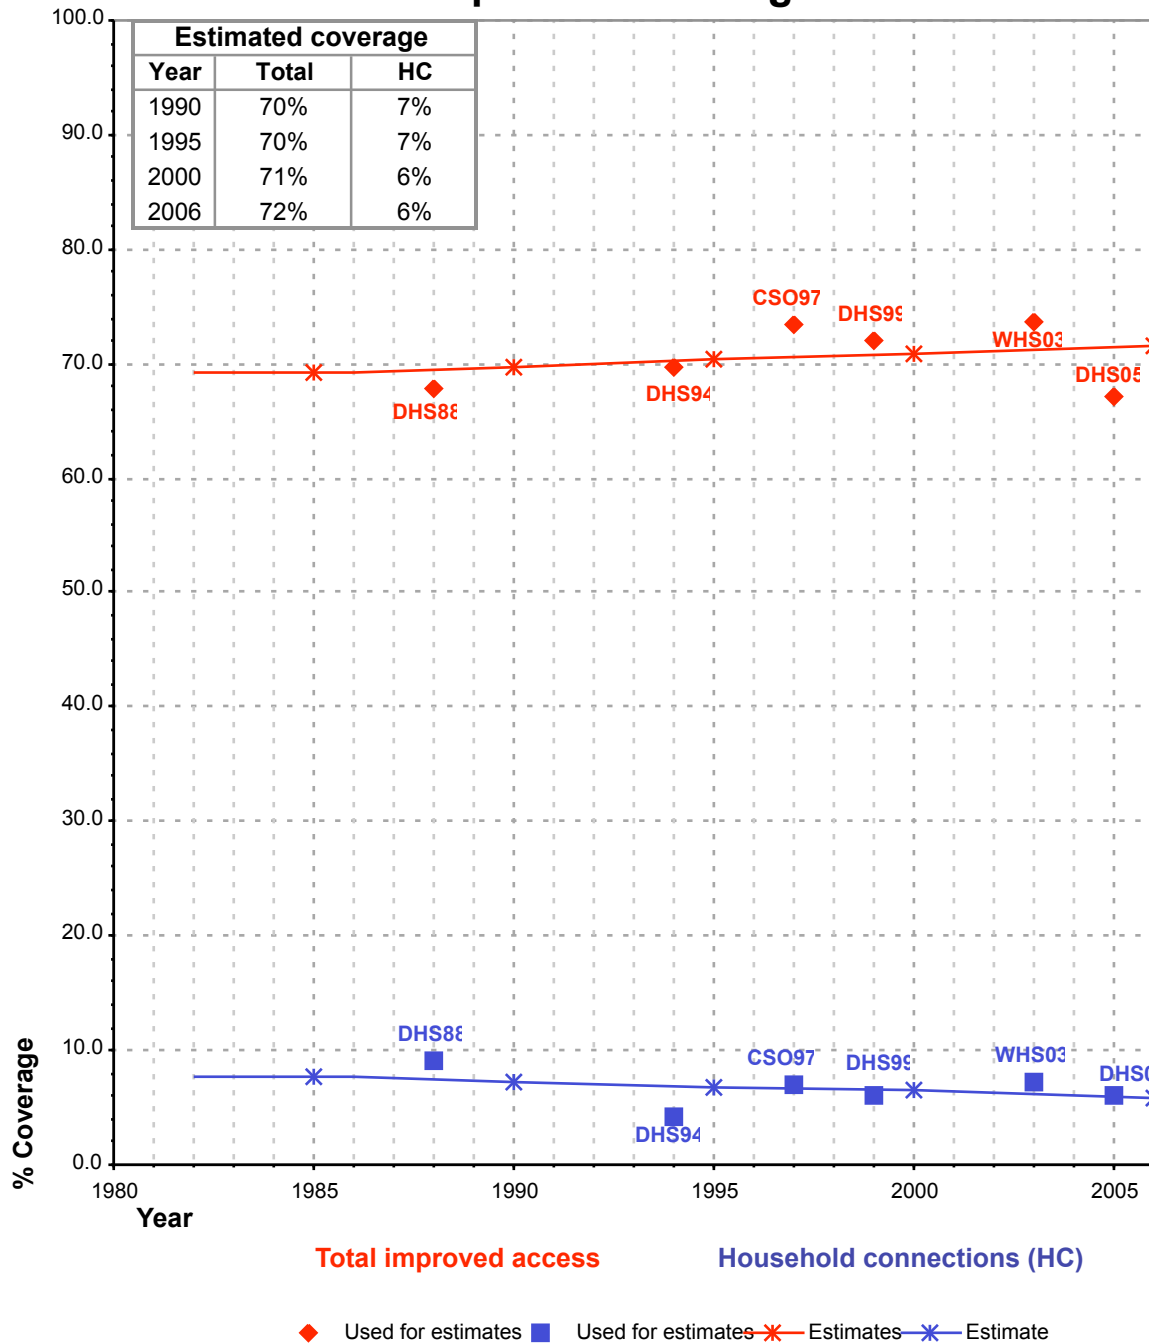 100.0
Estimated coverage
Year Total HC
1990 70% 7%
1995 70% 7%
2000 71% 6%
2006 72% 6%
90.0
80.0
CSO97
DHS99
WHS03
70.0
DHS05
DHS94
DHS88
60.0
50.0
40.0
30.0
20.0
10.0
DHS88
WHS03
CSO97
DHS99
DHS0
DHS94
% Coverage
0.0
1980 1985 1990 1995 2000 2005
Year
Total improved access Household connections (HC)
Used for estimates Used for estimates Estimates Estimate